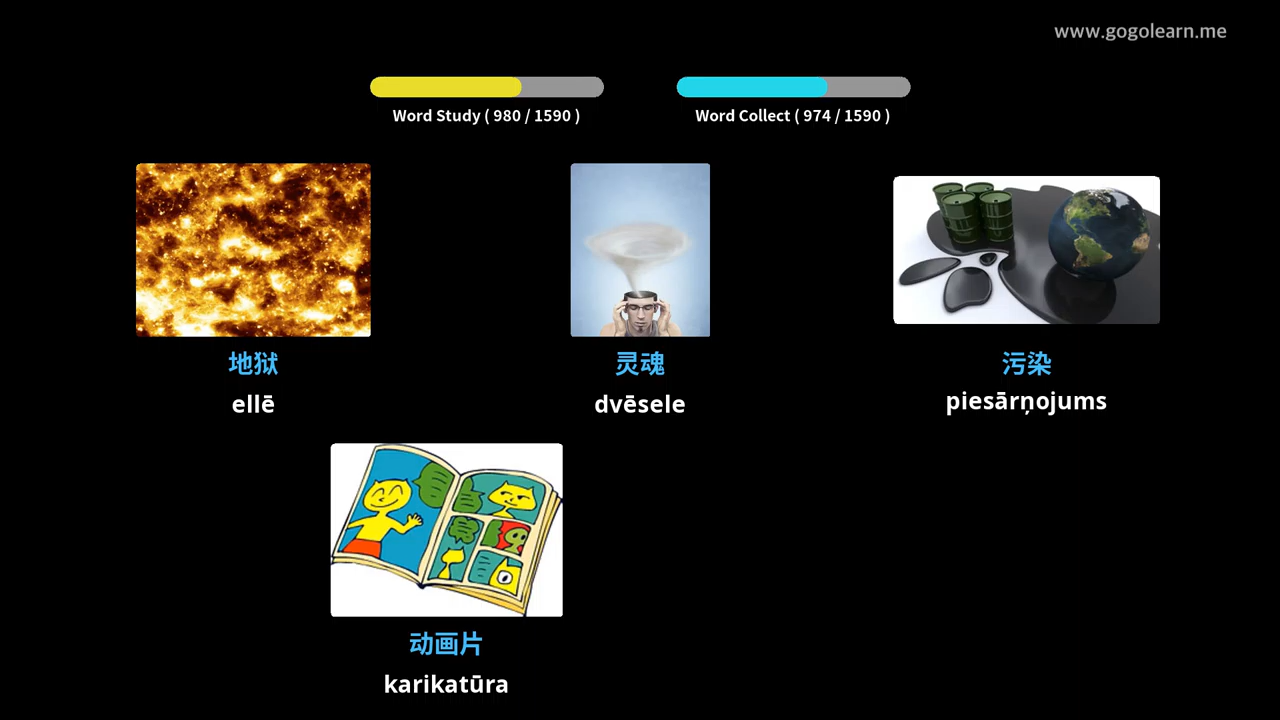 www.gogolearn.me
Word Study ( 980 / 1590 )
Word Collect ( 974 / 1590 )
地狱
ellē
灵魂
dvēsele
污染
piesārņojums
动画片
karikatūra